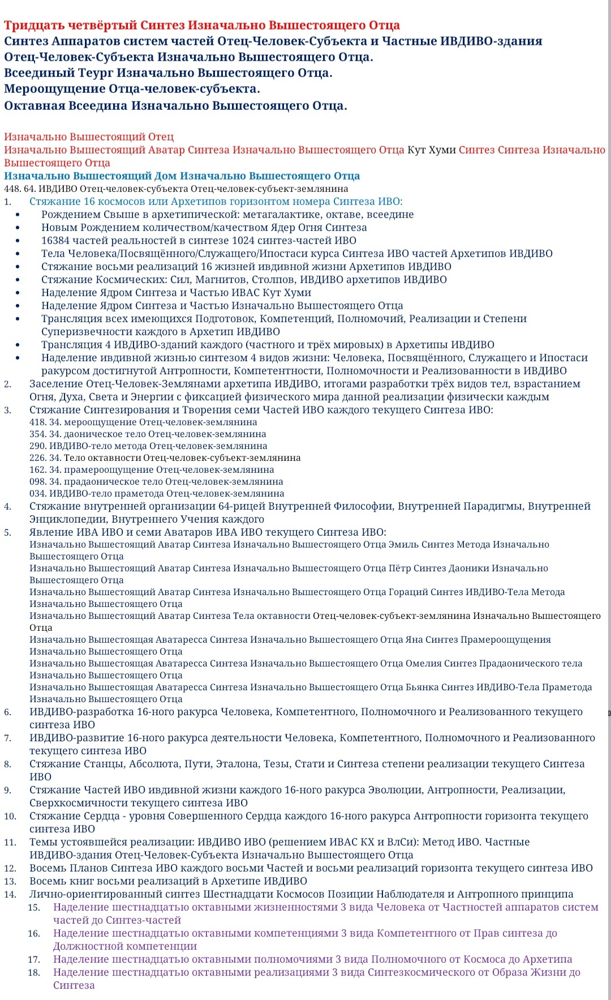 Тридцать четвёртый Синтез Изначально Вышестоящего Отца
Синтез Аппаратов систем частей Отец-Человек-Субъекта и Частные ИВДИВО-здания
Отец-Человек-Субъекта Изначально Вышестоящего Отца.
Всеединый Теург Изначально Вышестоящего Отца.
Мероощущение Отца-человек-субъекта.
Октавная Всеедина Изначально Вышестоящего Отца.
Изначально Вышестоящий Отец
Изначально Вышестоящий Аватар Синтеза Изначально Вышестоящего Отца Кут Хуми Синтез Синтеза Изначально
Вышестоящего Отца
Изначально Вышестоящий Дом Изначально Вышестоящего Отца
448. 64. ИВДИВО Отец-человек-субъекта Отец-человек-субъект-землянина
1. Стяжание 16 космосов или Архетипов горизонтом номера Синтеза ИВО:
• Рождением Свыше в архетипической: метагалактике, октаве, всеедине
• Новым Рождением количеством/качеством Ядер Огня Синтеза
• 16384 частей реальностей в синтезе 1024 синтез-частей ИВО
• Тела Человека/Посвящённого/Служащего/Ипостаси курса Синтеза ИВО частей Архетипов ИВДИВО
• Стяжание восьми реализаций 16 жизней ивдивной жизни Архетипов ИВДИВО
• Стяжание Космических: Сил, Магнитов, Столпов, ИВДИВО архетипов ИВДИВО
• Наделение Ядром Синтеза и Частью ИВАС Кут Хуми
• Наделение Ядром Синтеза и Частью Изначально Вышестоящего Отца
• Трансляция всех имеющихся Подготовок, Компетенций, Полномочий, Реализации и Степени
Суперизвечности каждого в Архетип ИВДИВО
• Трансляция 4 ИВДИВО-зданий каждого (частного и трёх мировых) в Архетипы ИВДИВО
• Наделение ивдивной жизнью синтезом 4 видов жизни: Человека, Посвящённого, Служащего и Ипостаси
ракурсом достигнутой Антропности, Компетентности, Полномочности и Реализованности в ИВДИВО
2. Заселение Отец-Человек-Землянами архетипа ИВДИВО, итогами разработки трёх видов тел, взрастанием
Огня, Духа, Света и Энергии с фиксацией физического мира данной реализации физически каждым
3. Стяжание Синтезирования и Творения семи Частей ИВО каждого текущего Синтеза ИВО:
418. 34. мероощущение Отец-человек-землянина
354. 34. даоническое тело Отец-человек-землянина
290. ИВДИВО-тело метода Отец-человек-землянина
226. 34. Тело октавности Отец-человек-субъект-землянина
162. 34. прамероощущение Отец-человек-землянина
098. 34. прадаоническое тело Отец-человек-землянина
034. ИВДИВО-тело праметода Отец-человек-землянина
4. Стяжание внутренней организации 64-рицей Внутренней Философии, Внутренней Парадигмы, Внутренней
Энциклопедии, Внутреннего Учения каждого
5. Явление ИВА ИВО и семи Аватаров ИВА ИВО текущего Синтеза ИВО:
Изначально Вышестоящий Аватар Синтеза Изначально Вышестоящего Отца Эмиль Синтез Метода Изначально
Вышестоящего Отца
Изначально Вышестоящий Аватар Синтеза Изначально Вышестоящего Отца Пётр Синтез Даоники Изначально
Вышестоящего Отца
Изначально Вышестоящий Аватар Синтеза Изначально Вышестоящего Отца Гораций Синтез ИВДИВО-Тела Метода
Изначально Вышестоящего Отца
Изначально Вышестоящий Аватар Синтеза Тела октавности Отец-человек-субъект-землянина Изначально Вышестоящего
Отца
Изначально Вышестоящая Аватаресса Синтеза Изначально Вышестоящего Отца Яна Синтез Прамероощущения
Изначально Вышестоящего Отца
Изначально Вышестоящая Аватаресса Синтеза Изначально Вышестоящего Отца Омелия Синтез Прадаонического тела
Изначально Вышестоящего Отца
Изначально Вышестоящая Аватаресса Синтеза Изначально Вышестоящего Отца Бьянка Синтез ИВДИВО-Тела Праметода
Изначально Вышестоящего Отца
6. ИВДИВО-разработка 16-ного ракурса Человека, Компетентного, Полномочного и Реализованного текущего
синтеза ИВО
7. ИВДИВО-развитие 16-ного ракурса деятельности Человека, Компетентного, Полномочного и Реализованного
текущего синтеза ИВО
8. Стяжание Станцы, Абсолюта, Пути, Эталона, Тезы, Стати и Синтеза степени реализации текущего Синтеза
ИВО
9. Стяжание Частей ИВО ивдивной жизни каждого 16-ного ракурса Эволюции, Антропности, Реализации,
Сверхкосмичности текущего синтеза ИВО
10. Стяжание Сердца - уровня Совершенного Сердца каждого 16-ного ракурса Антропности горизонта текущего
синтеза ИВО
11. Темы устоявшейся реализации: ИВДИВО ИВО (решением ИВАС КХ и ВлСи): Метод ИВО. Частные
ИВДИВО-здания Отец-Человек-Субъекта Изначально Вышестоящего Отца
12. Восемь Планов Синтеза ИВО каждого восьми Частей и восьми реализаций горизонта текущего синтеза ИВО
13. Восемь книг восьми реализаций в Архетипе ИВДИВО
14. Лично-ориентированный синтез Шестнадцати Космосов Позиции Наблюдателя и Антропного принципа
15. Наделение шестнадцатью октавными жизненностями 3 вида Человека от Частностей аппаратов систем
частей до Синтез-частей
16. Наделение шестнадцатью октавными компетенциями 3 вида Компетентного от Прав синтеза до
Должностной компетенции
17. Наделение шестнадцатью октавными полномочиями 3 вида Полномочного от Космоса до Архетипа
18. Наделение шестнадцатью октавными реализациями 3 вида Синтезкосмического от Образа Жизни до
Синтеза